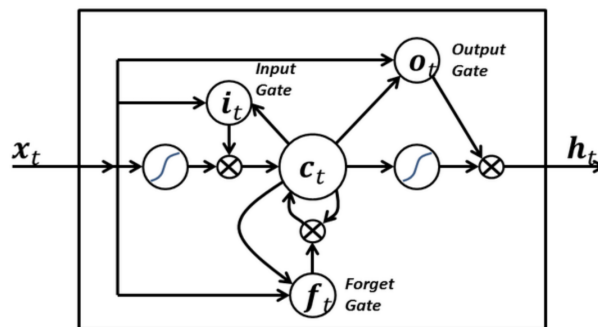 Input
Gate
i_t
o_t
Output
Gate
x_t
c_t
h_t
f_t
Forget
Gate